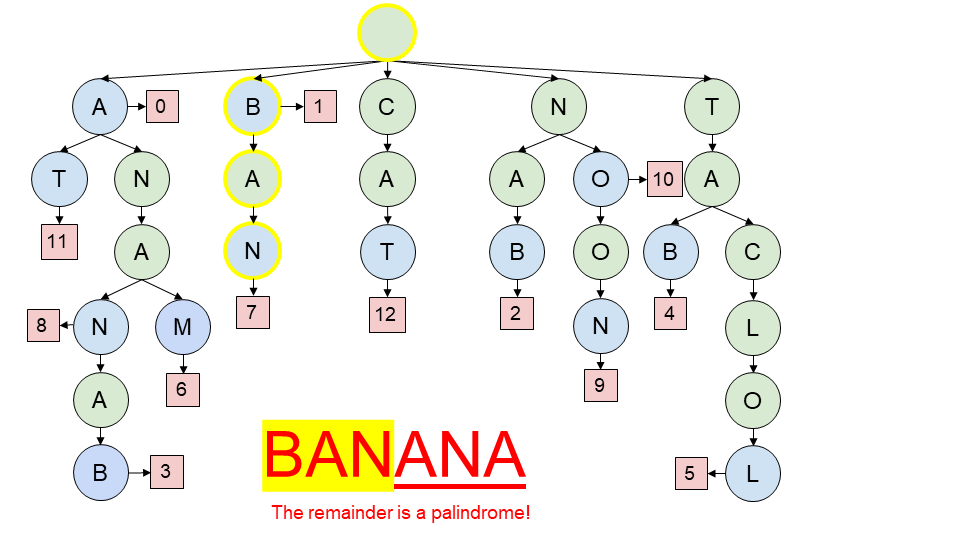 A 0 B 1 C N T
T N A A A O 10 A
11 A N T B O B C
8 N M 7 12 2 N 4 L
6 9
A O
BANANA
B 3 5 L
The remainder is a palindrome!